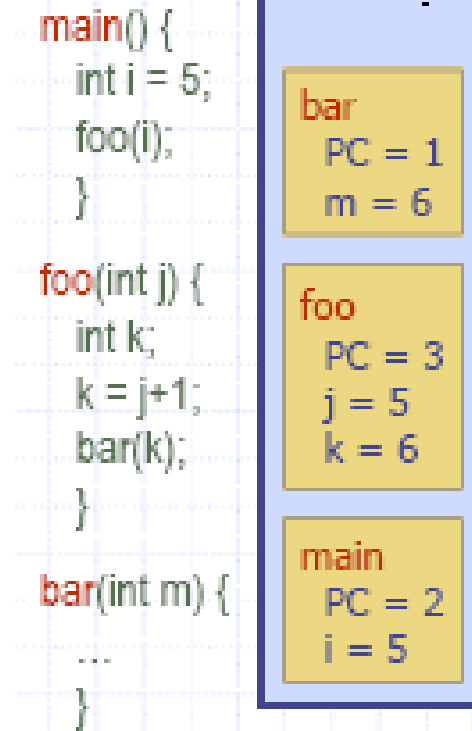 main() {
int i = 5;
foo(i);
}
foo(int j) {
int k;
k = j+1;
bar(k);
}
bar(int m) {
...
}
bar
PC = 1
m = 6
foo
PC = 3
j = 5
k = 6
main
PC = 2
i = 5